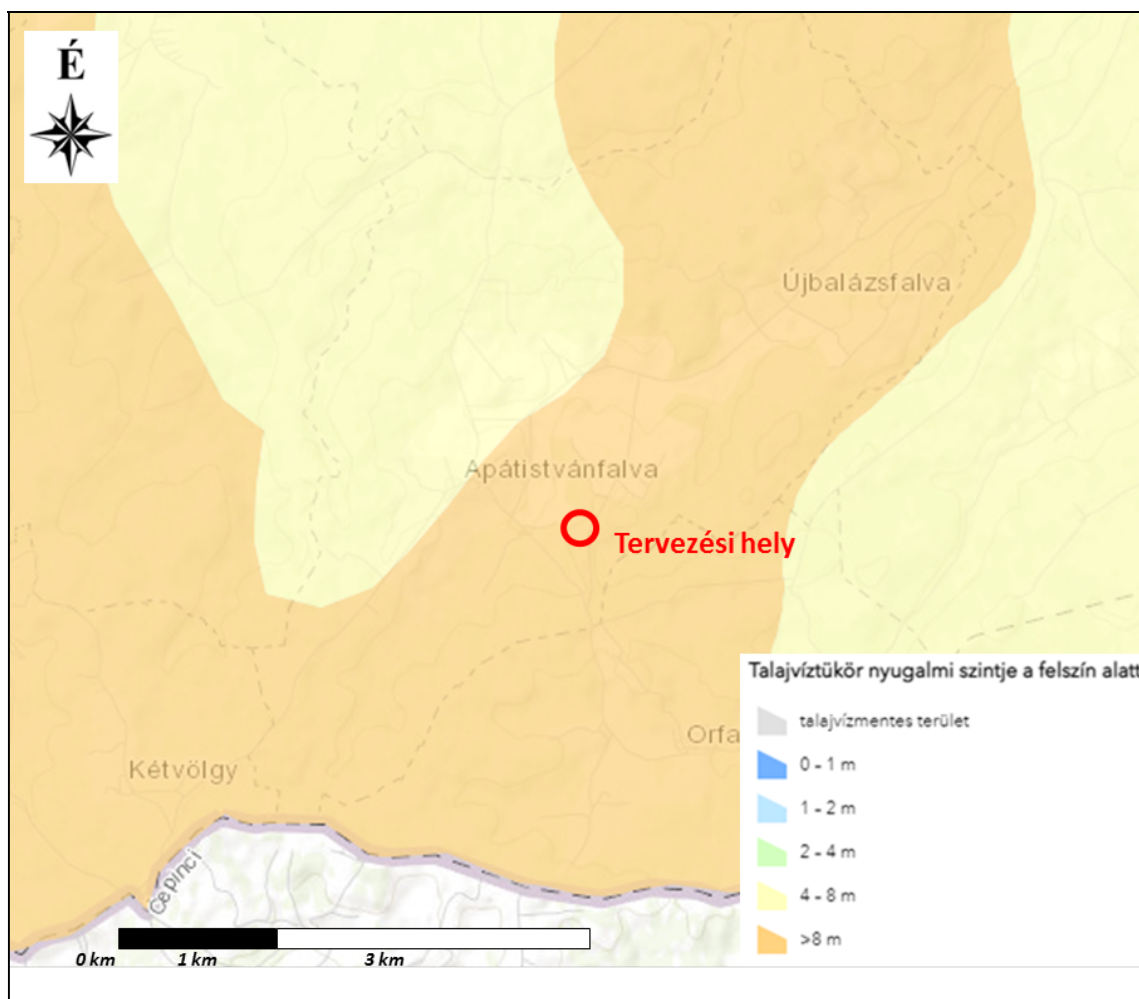 É
Újbalázsfalva
Apátistvánfalva
Tervezési hely
Talajvíztükör nyugalmi szintje a felszín alatt
talajvízmentes terület
0 - 1 m
1 - 2 m
2 - 4 m
4 - 8 m
>8 m
Orfa
Kétvölgy
Čepinci
0 km 1 km 3 km